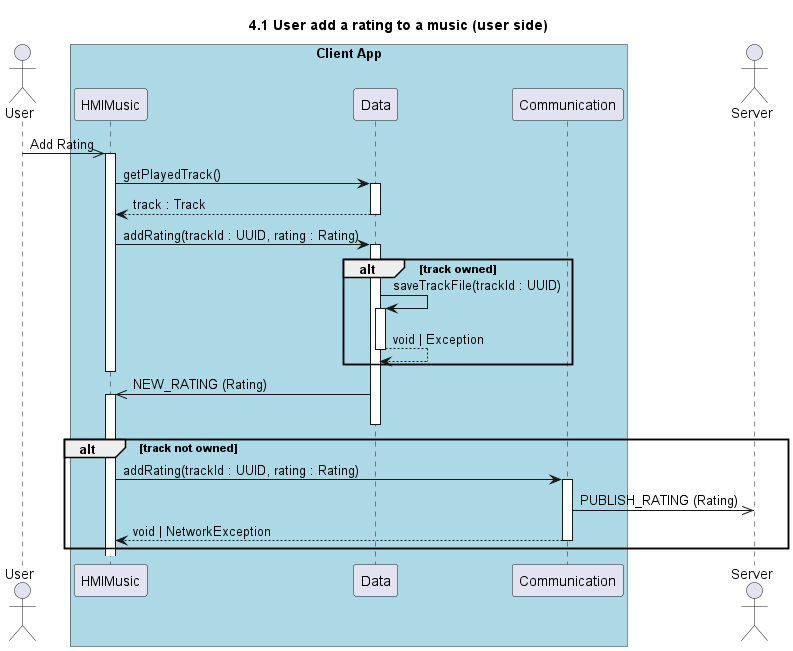 4.1 User add a rating to a music (user side)
Client App
User
HMIMusic
Data
Communication
Server
Add Rating
getPlayedTrack()
track : Track
addRating(trackId : UUID, rating : Rating)
alt
[track owned]
saveTrackFile(trackId : UUID)
void | Exception
NEW_RATING (Rating)
alt
[track not owned]
addRating(trackId : UUID, rating : Rating)
PUBLISH_RATING (Rating)
void | NetworkException
User
HMIMusic
Data
Communication
Server